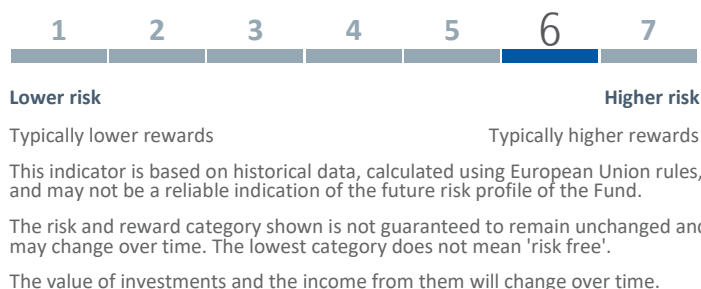 1 2 3 4 5 6 7
Lower risk Higher risk
Typically lower rewards Typically higher rewards
This indicator is based on historical data, calculated using European Union rules,
and may not be a reliable indication of the future risk profile of the Fund.
The risk and reward category shown is not guaranteed to remain unchanged and
may change over time. The lowest category does not mean 'risk free'.
The value of investments and the income from them will change over time.